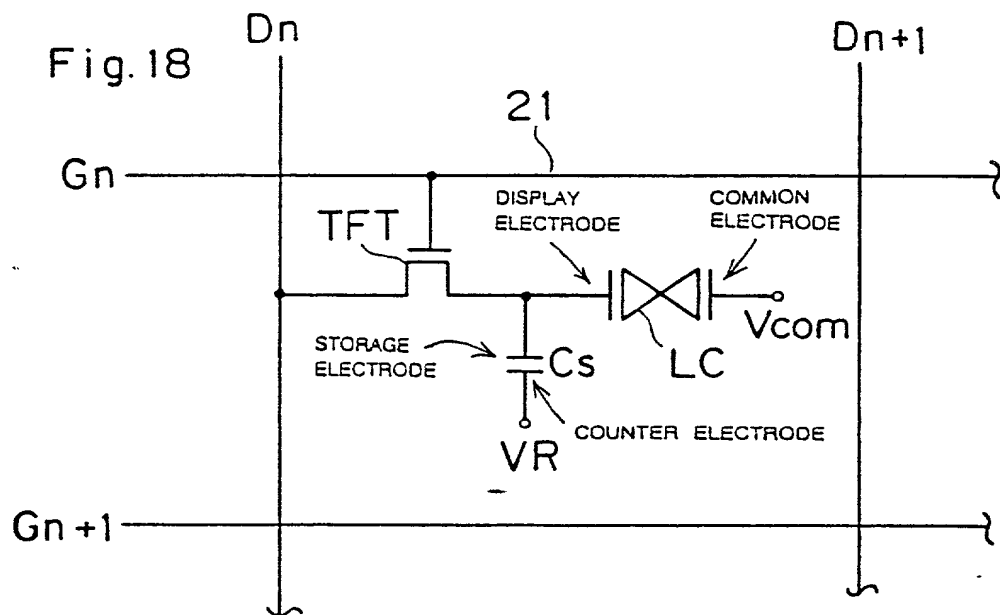 Dn
Dn+1
Fig.18
21
Gn
DISPLAY
ELECTRODE
COMMON
ELECTRODE
TFT
Vcom
STORAGE
ELECTRODE
Cs
LC
VR
COUNTER ELECTRODE
Gn+1